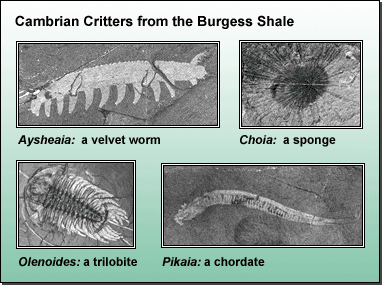 Cambrian Critters from the Burgess Shale
Aysheaia: a velvet worm
Choia: a sponge
Olenoides: a trilobite
Pikaia: a chordate